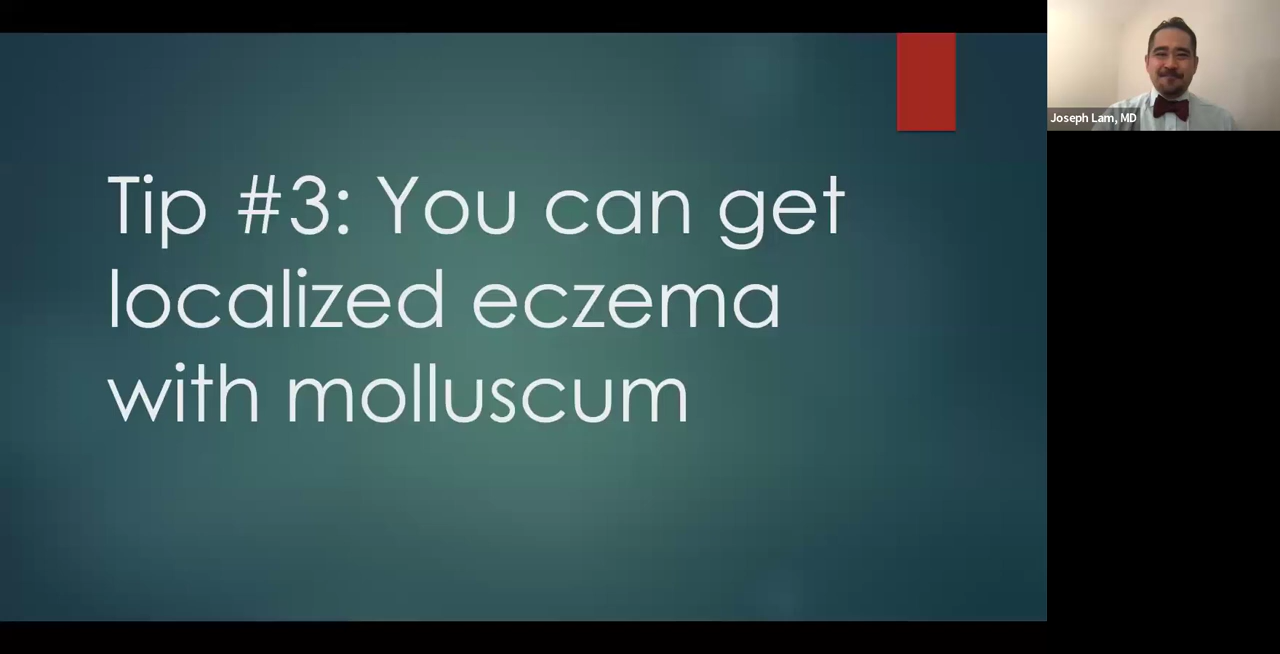 Tip #3: You can get
localized eczema
with molluscum
Joseph Lam, MD